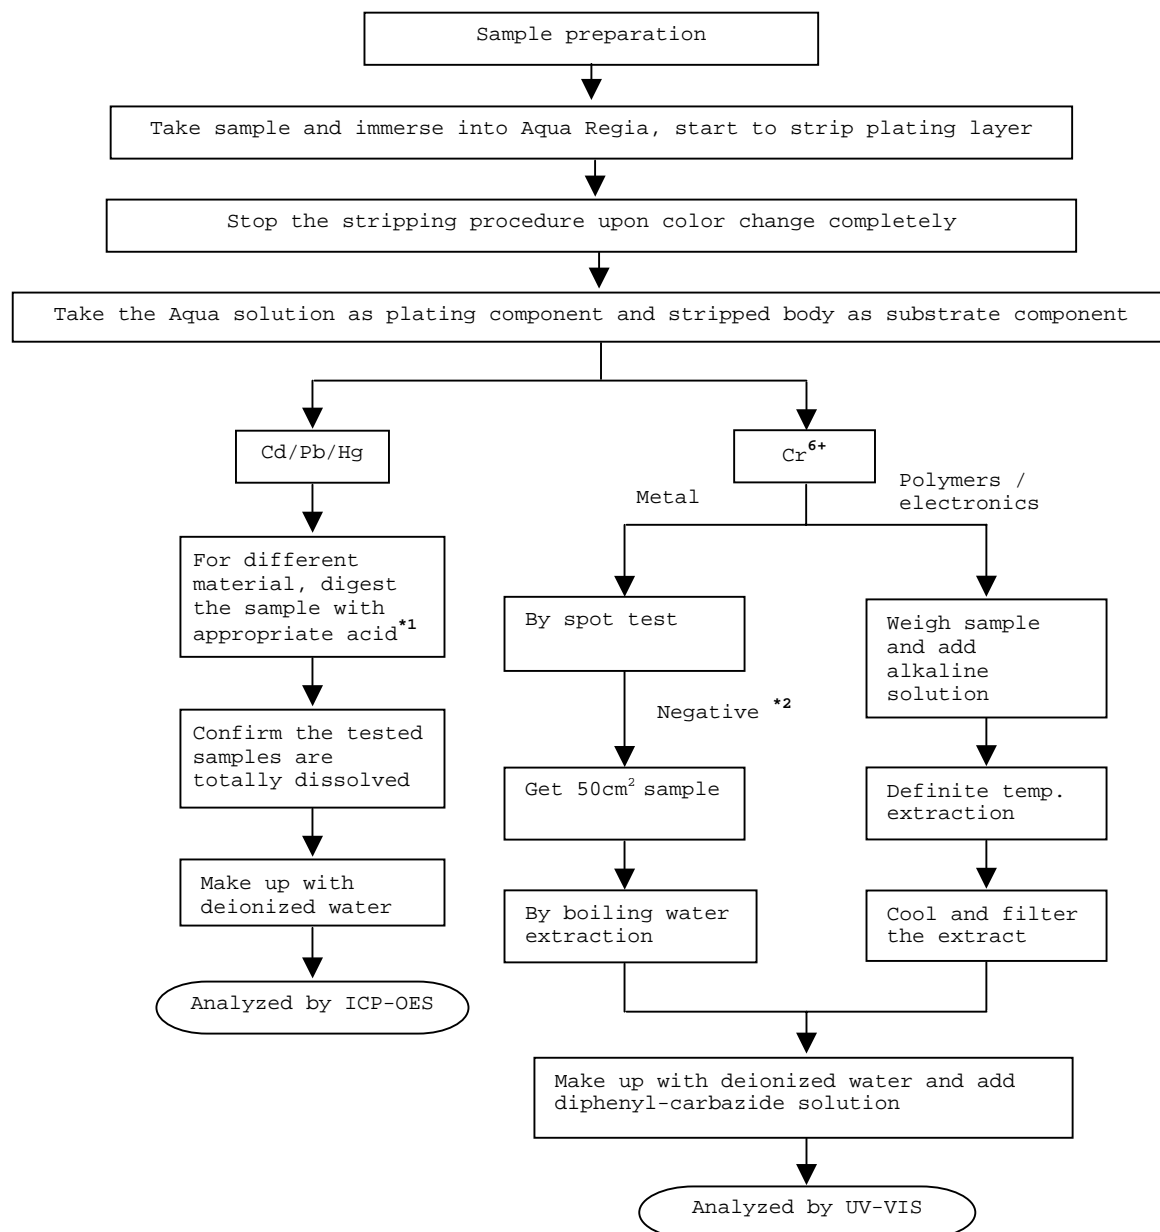 Sample preparation
Take sample and immerse into Aqua Regia, start to strip plating layer
Stop the stripping procedure upon color change completely
Take the Aqua solution as plating component and stripped body as substrate component
Cd/Pb/Hg
For different
material, digest
the sample with
appropriate acid*1
Confirm the tested
samples are
totally dissolved
Make up with
deionized water
Analyzed by ICP-OES
Cr6+
Metal
Polymers /
electronics
By spot test
Negative *2
Get 50cm² sample
By boiling water
extraction
Weigh sample
and add
alkaline
solution
Definite temp.
extraction
Cool and filter
the extract
Make up with deionized water and add
diphenyl-carbazide solution
Analyzed by UV-VIS